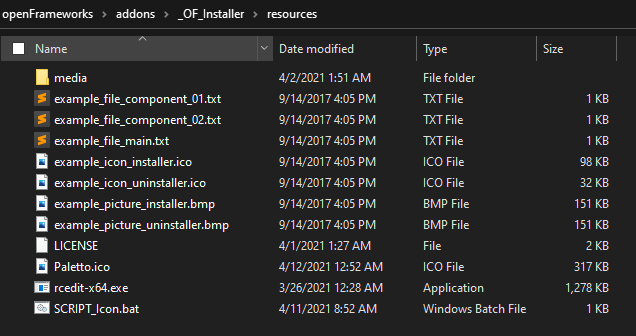 openFrameworks > addons > _OF_Installer > resources
Name Date modified Type Size
media 4/2/2021 1:51 AM File folder
example_file_component_01.txt 9/14/2017 4:05 PM TXT File 1 KB
example_file_component_02.txt 9/14/2017 4:05 PM TXT File 1 KB
example_file_main.txt 9/14/2017 4:05 PM TXT File 1 KB
example_icon_installer.ico 9/14/2017 4:05 PM ICO File 98 KB
example_icon_uninstaller.ico 9/14/2017 4:05 PM ICO File 32 KB
example_picture_installer.bmp 9/14/2017 4:05 PM BMP File 151 KB
example_picture_uninstaller.bmp 9/14/2017 4:05 PM BMP File 151 KB
LICENSE 4/1/2021 1:27 AM File 2 KB
Paletto.ico 4/12/2021 12:52 AM ICO File 317 KB
rcedit-x64.exe 3/26/2021 12:28 AM Application 1,278 KB
SCRIPT_Icon.bat 4/11/2021 8:52 AM Windows Batch File 1 KB